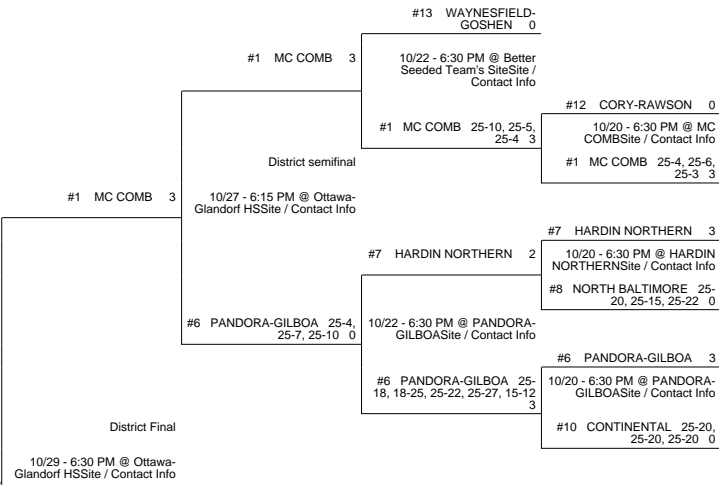 #13 WAYNESFIELD-
GOSHEN 0
#1 MC COMB 3
10/22 - 6:30 PM @ Better
Seeded Team's SiteSite /
Contact Info
#12 CORY-RAWSON 0
#1 MC COMB 25-10, 25-5,
25-4 3
10/20 - 6:30 PM @ MC
COMBSite / Contact Info
District semifinal
#1 MC COMB 25-4, 25-6,
25-3 3
#1 MC COMB 3
10/27 - 6:15 PM @ Ottawa-
Glandorf HSSite / Contact Info
#7 HARDIN NORTHERN 3
#7 HARDIN NORTHERN 2
10/20 - 6:30 PM @ HARDIN
NORTHERNSite / Contact Info
#8 NORTH BALTIMORE 25-
20, 25-15, 25-22 0
#6 PANDORA-GILBOA 25-4,
25-7, 25-10 0
10/22 - 6:30 PM @ PANDORA-
GILBOASite / Contact Info
#6 PANDORA-GILBOA 3
#6 PANDORA-GILBOA 25-
18, 18-25, 25-22, 25-27, 15-12
3
10/20 - 6:30 PM @ PANDORA-
GILBOASite / Contact Info
District Final
#10 CONTINENTAL 25-20,
25-20, 25-20 0
10/29 - 6:30 PM @ Ottawa-
Glandorf HSSite / Contact Info